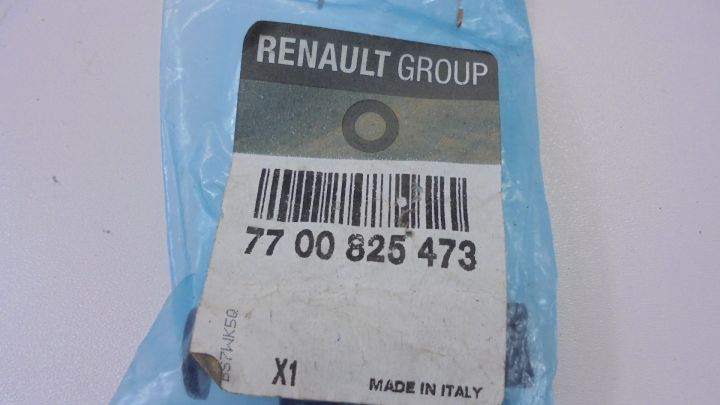 RENAULT GROUP
77 00 825 473
X1
MADE IN ITALY